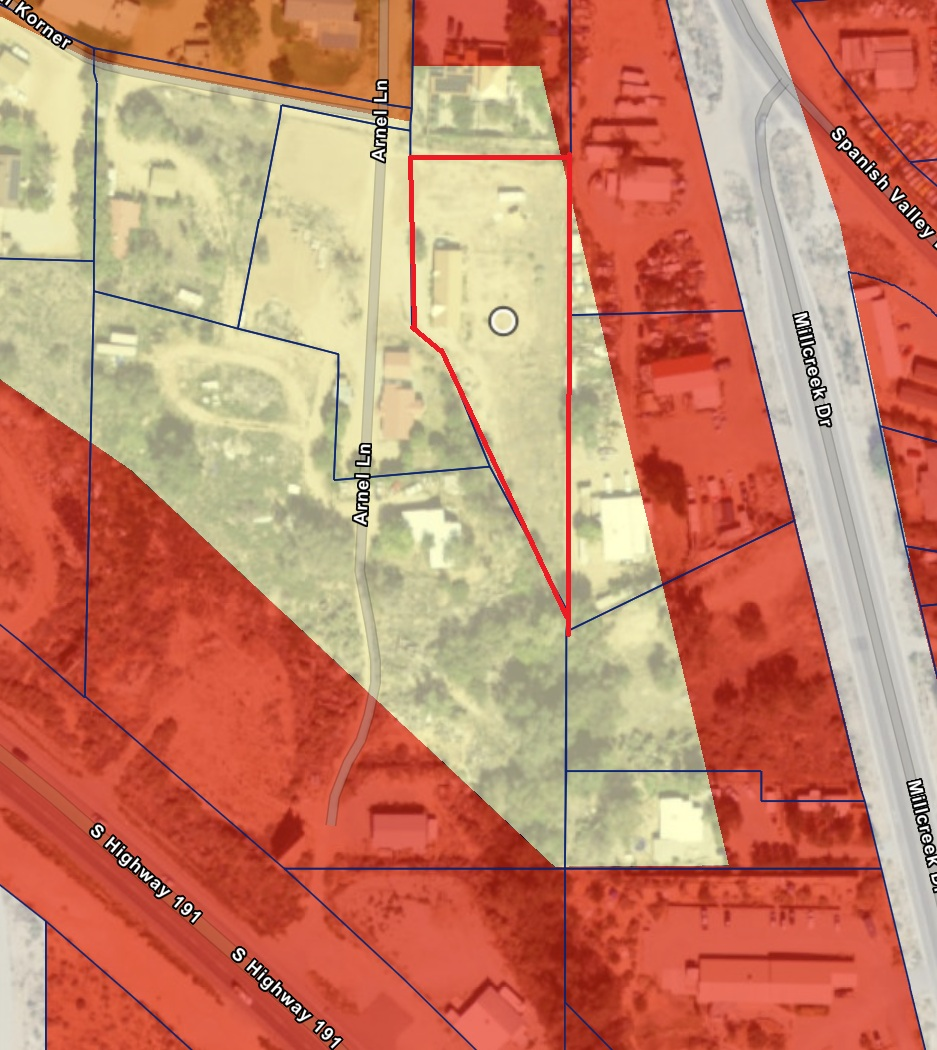 Korner
Arnel Ln
Spanish Valley
Millcreek Dr
Arnel Ln
Millcreek Dr
S Highway 191
S Highway 191